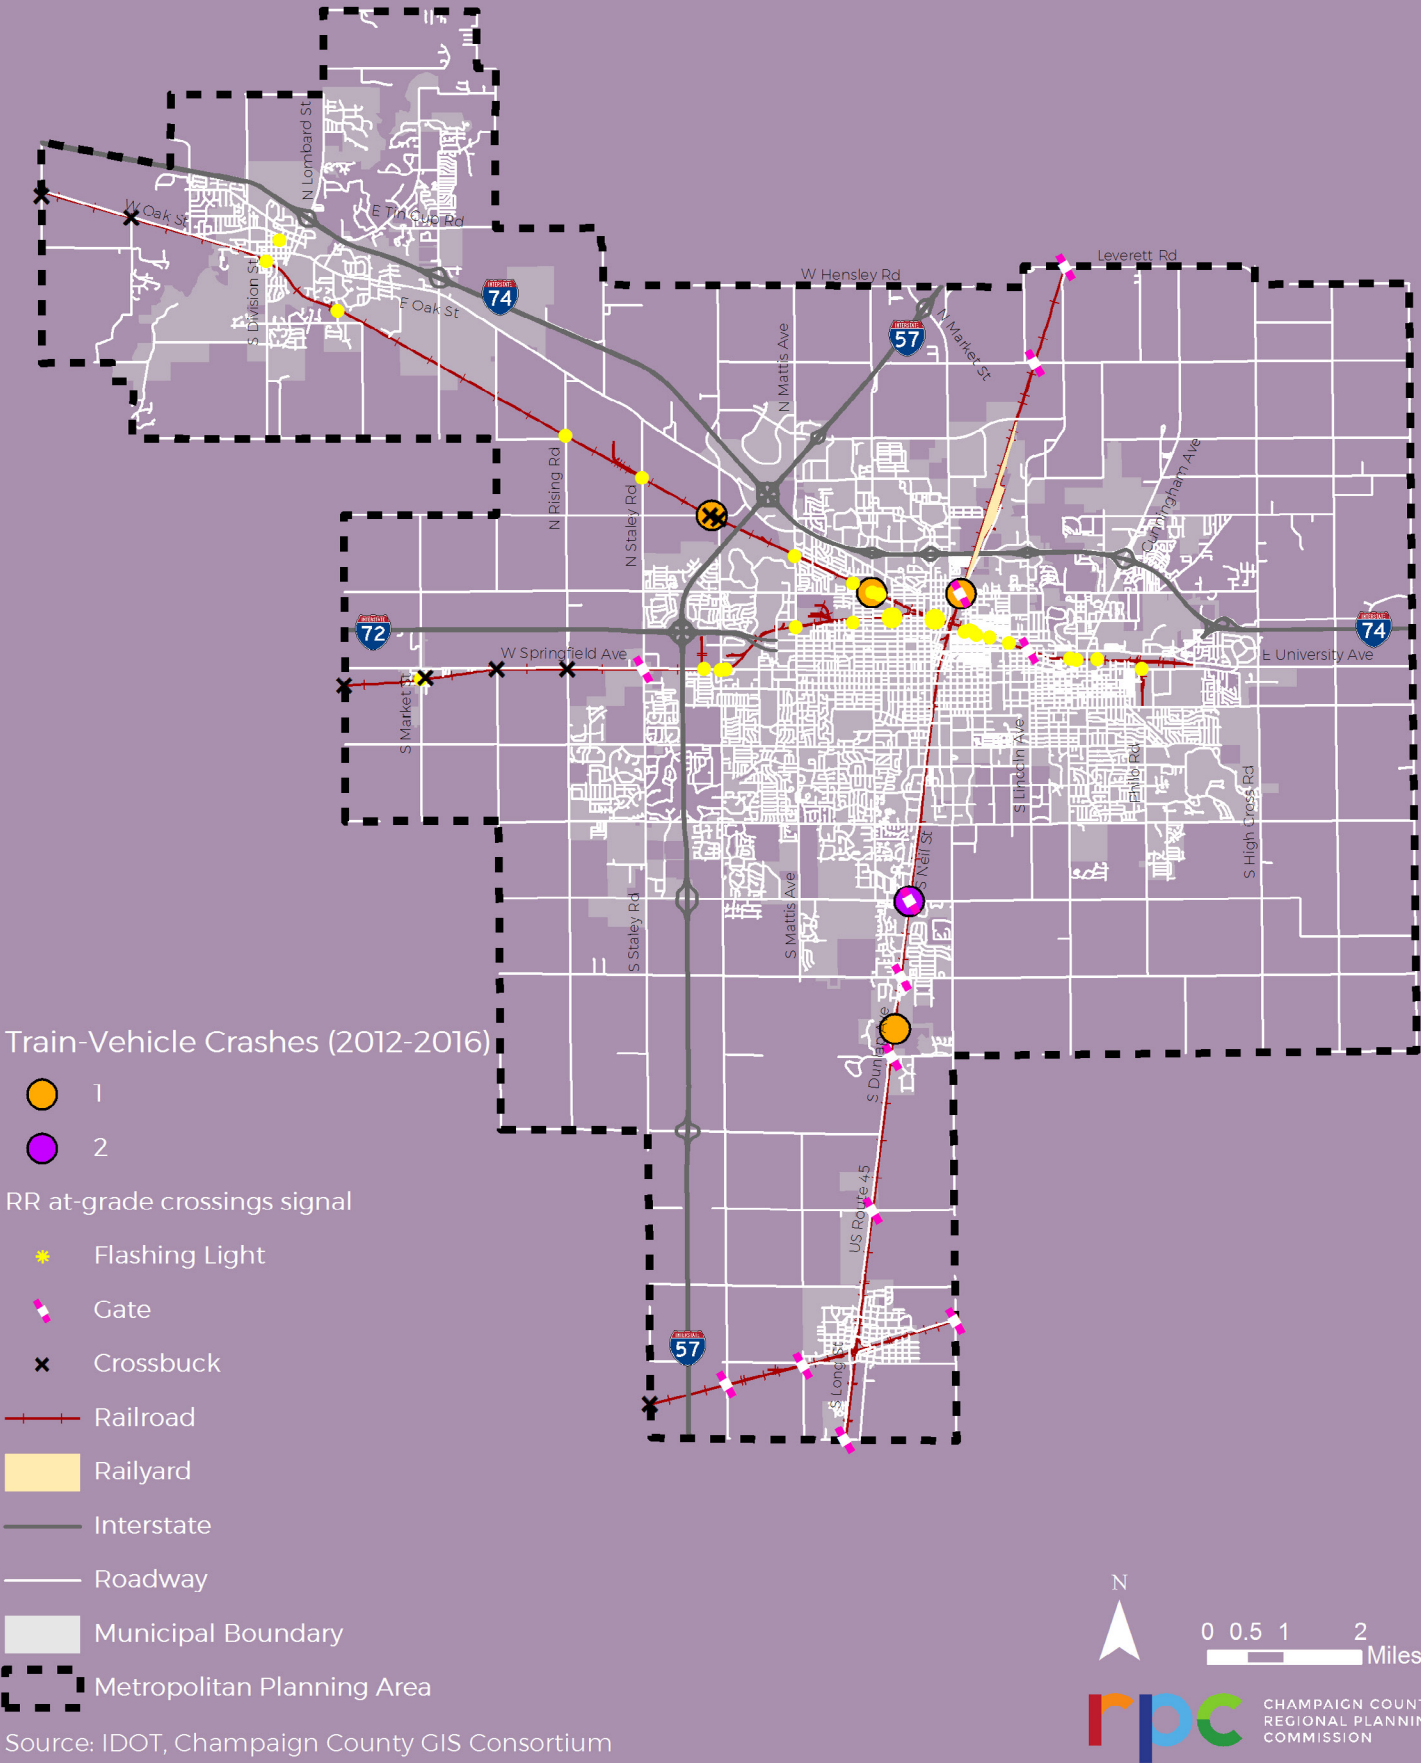 N Lombard St
W Oak St
E Tin Cup Rd
S Division St
E Oak St
INTERSTATE
74
W Hensley Rd
Leverett Rd
INTERSTATE
57
N Market St
N Mattis Ave
Cunningham Ave
N Rising Rd
N Staley Rd
INTERSTATE
72
INTERSTATE
74
W Springfield Ave
E University Ave
S Market St
S Lincoln Ave
Philo Rd
S High Cross Rd
S Neil St
S Mattis Ave
S Staley Rd
S Dunlap Ave
US Route 45
INTERSTATE
57
S Long St
Train-Vehicle Crashes (2012-2016)
1
2
RR at-grade crossings signal
Flashing Light
Gate
Crossbuck
Railroad
Railyard
Interstate
Roadway
Municipal Boundary
Metropolitan Planning Area
Source: IDOT, Champaign County GIS Consortium
N
0 0.5 1 2
Miles
rpc
CHAMPAIGN COUNT
REGIONAL PLANNIN
COMMISSION